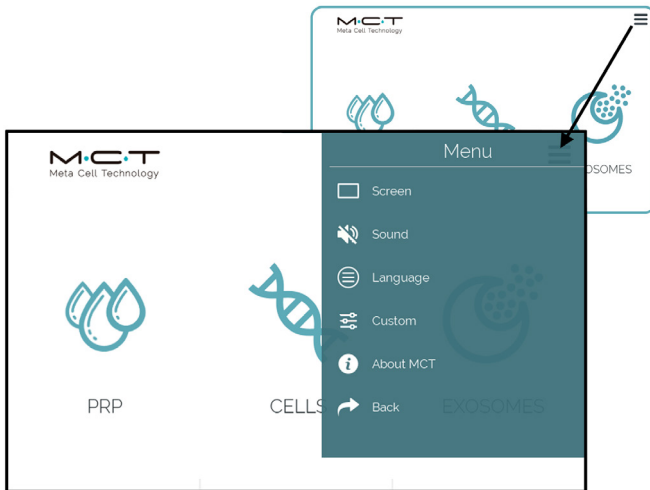 M·C·T
Meta Cell Technology
OSOMES
M·C·T
Meta Cell Technology
Menu
Screen
Sound
Language
Custom
About MCT
Back
PRP
CELLS
EXOSOMES